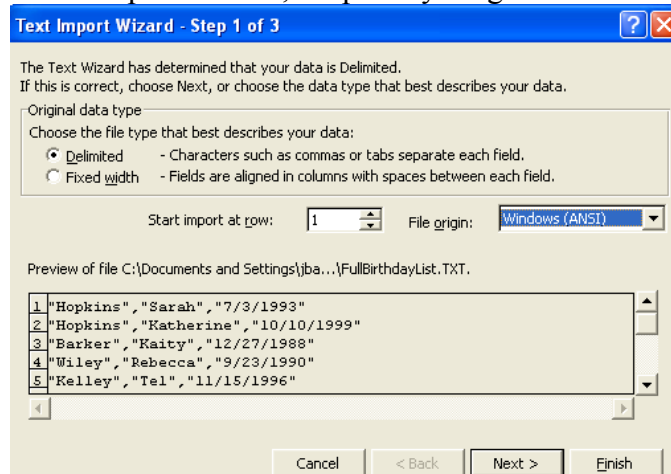 Text Import Wizard - Step 1 of 3
The Text Wizard has determined that your data is Delimited.
If this is correct, choose Next, or choose the data type that best describes your data.
Original data type
Choose the file type that best describes your data:
Delimited - Characters such as commas or tabs separate each field.
Fixed width - Fields are aligned in columns with spaces between each field.
Start import at row: 1 File origin: Windows (ANSI)
Preview of file C:\Documents and Settings\jba...\FullBirthdayList.TXT.
1 "Hopkins","Sarah","7/3/1993"
2 "Hopkins","Katherine","10/10/1999"
3 "Barker","Kaity","12/27/1988"
4 "Wiley","Rebecca","9/23/1990"
5 "Kelley","Tel","11/15/1996"
Cancel < Back Next > Finish